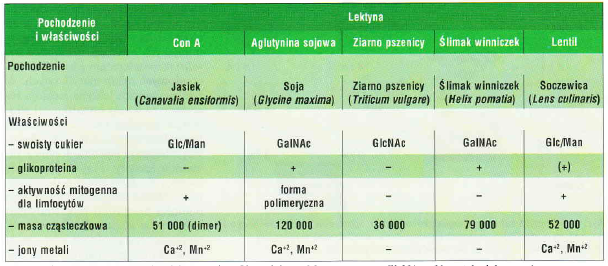 Pochodzenie i właściwości
Lektyna
Con A
Aglutynina sojowa
Ziarno pszenicy
Ślimak winniczek
Lentil
Pochodzenie
Jasiek (Canavalia ensiformis)
Soja (Glycine maxima)
Ziarno pszenicy (Triticum vulgare)
Ślimak winniczek (Helix pomatia)
Soczewica (Lens culinaris)
Właściwości
– swoisty cukier Glc/Man GalNAc GlcNAc GalNAc Glc/Man
– glikoproteina – + – + (+)
– aktywność mitogenna dla limfocytów + forma polimeryczna – – +
– masa cząsteczkowa 51 000 (dimer) 120 000 36 000 79 000 52 000
– jony metali Ca+2, Mn+2 Ca+2, Mn+2 – – Ca+2, Mn+2